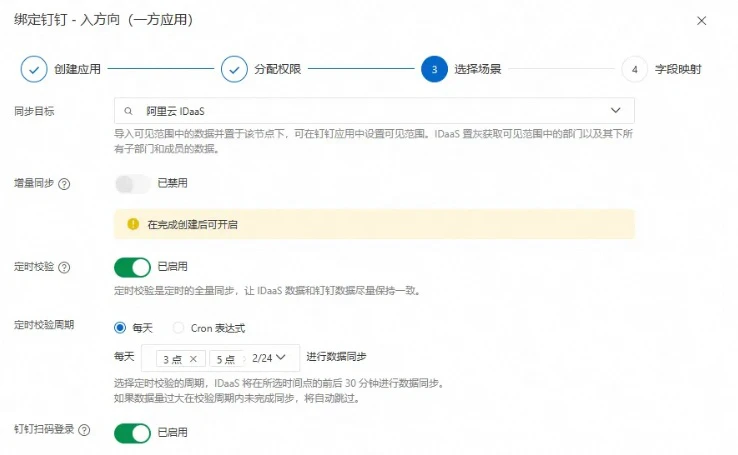 绑定钉钉 - 入方向（一方应用）
创建应用
分配权限
3 选择场景
4 字段映射
同步目标
阿里云 IDaaS
导入可见范围中的数据并置于该节点下，可在钉钉应用中设置可见范围。IDaaS 置灰获取可见范围中的部门以及其下所
有子部门和成员的数据。
增量同步 ?
已禁用
在完成创建后可开启
定时校验 ?
已启用
定时校验是定时的全量同步，让 IDaaS 数据和钉钉数据尽量保持一致。
定时校验周期
每天
Cron 表达式
每天 3 点 × 5 点 2/24 进行数据同步
选择定时校验的周期，IDaaS 将在所选时间点的前后 30 分钟进行数据同步。
如果数据量过大在校验周期内未完成同步，将自动跳过。
钉钉扫码登录 ?
已启用